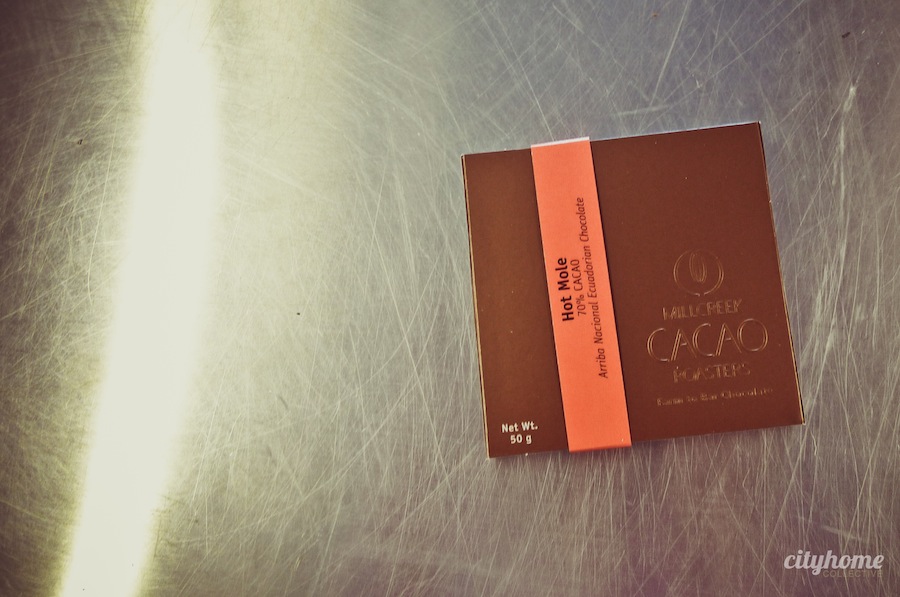 Hot Mole
70% CACAO
Arriba Nacional Ecuadorian Chocolate
MILLCREEK
CACAO
ROASTERS
Farm to Bar Chocolate
Net Wt.
50 g
cityhome
COLLECTIVE